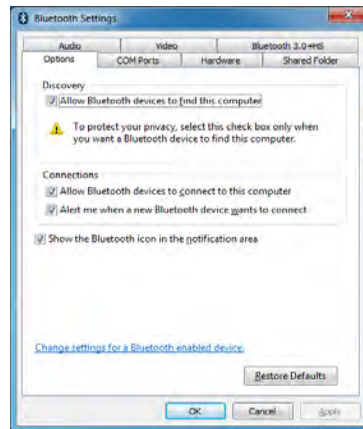 Bluetooth Settings
Audio Video Bluetooth 3.0+HS
Options COM Ports Hardware Shared Folder
Discovery
Allow Bluetooth devices to find this computer
To protect your privacy, select this check box only when
you want a Bluetooth device to find this computer.
Connections
Allow Bluetooth devices to connect to this computer
Alert me when a new Bluetooth device wants to connect
Show the Bluetooth icon in the notification area
Change settings for a Bluetooth enabled device.
Restore Defaults
OK Cancel Apply